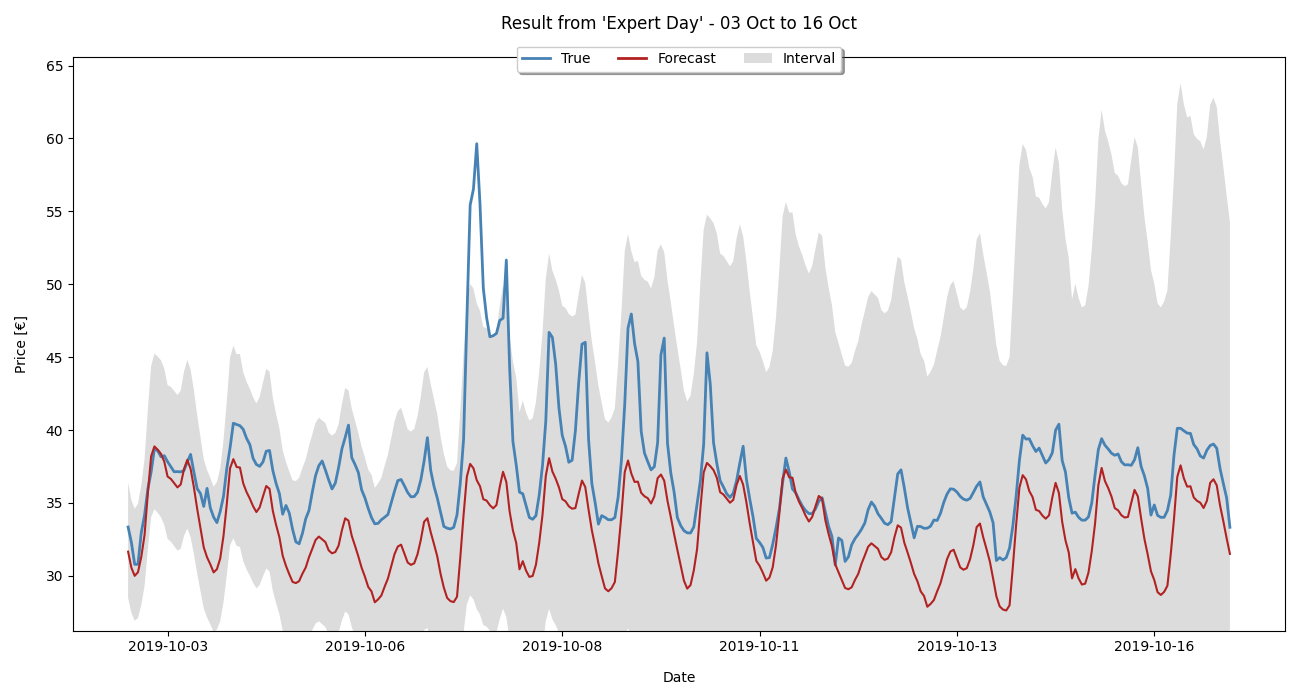 Result from 'Expert Day' - 03 Oct to 16 Oct
True Forecast Interval
65
60
55
50
45
40
35
30
Price [€]
2019-10-03 2019-10-06 2019-10-08 2019-10-11 2019-10-13 2019-10-16
Date